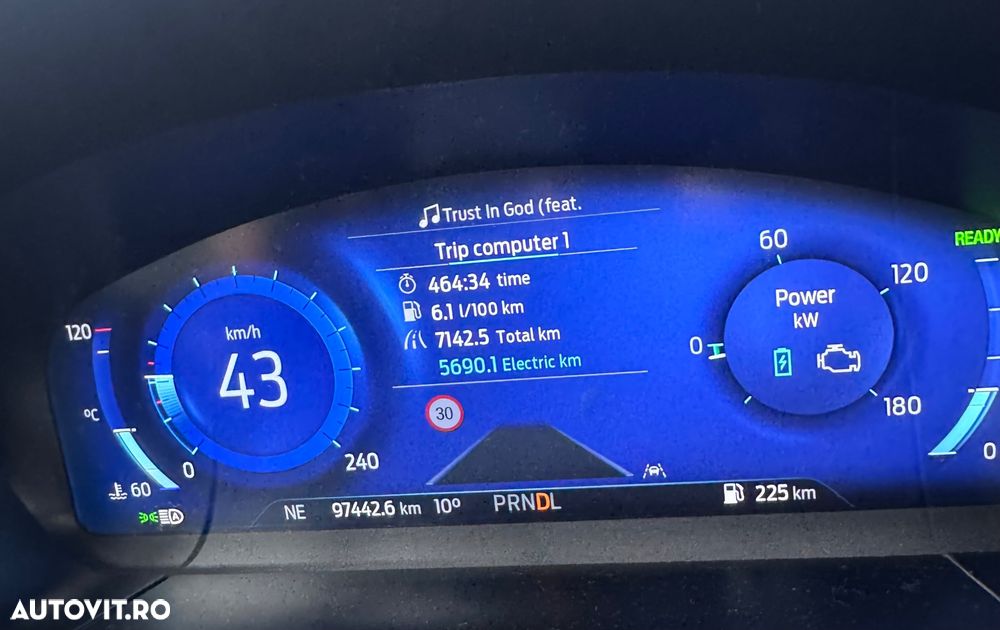 Trust In God (feat.
Trip computer 1
464:34 time
6.1 l/100 km
7142.5 Total km
5690.1 Electric km
30
120
°C
60
km/h
43
0
240
60
120
180
0
Power
kW
READY
0
A
NE 97442.6 km 10° PRNDL
225 km
AUTOVIT.RO